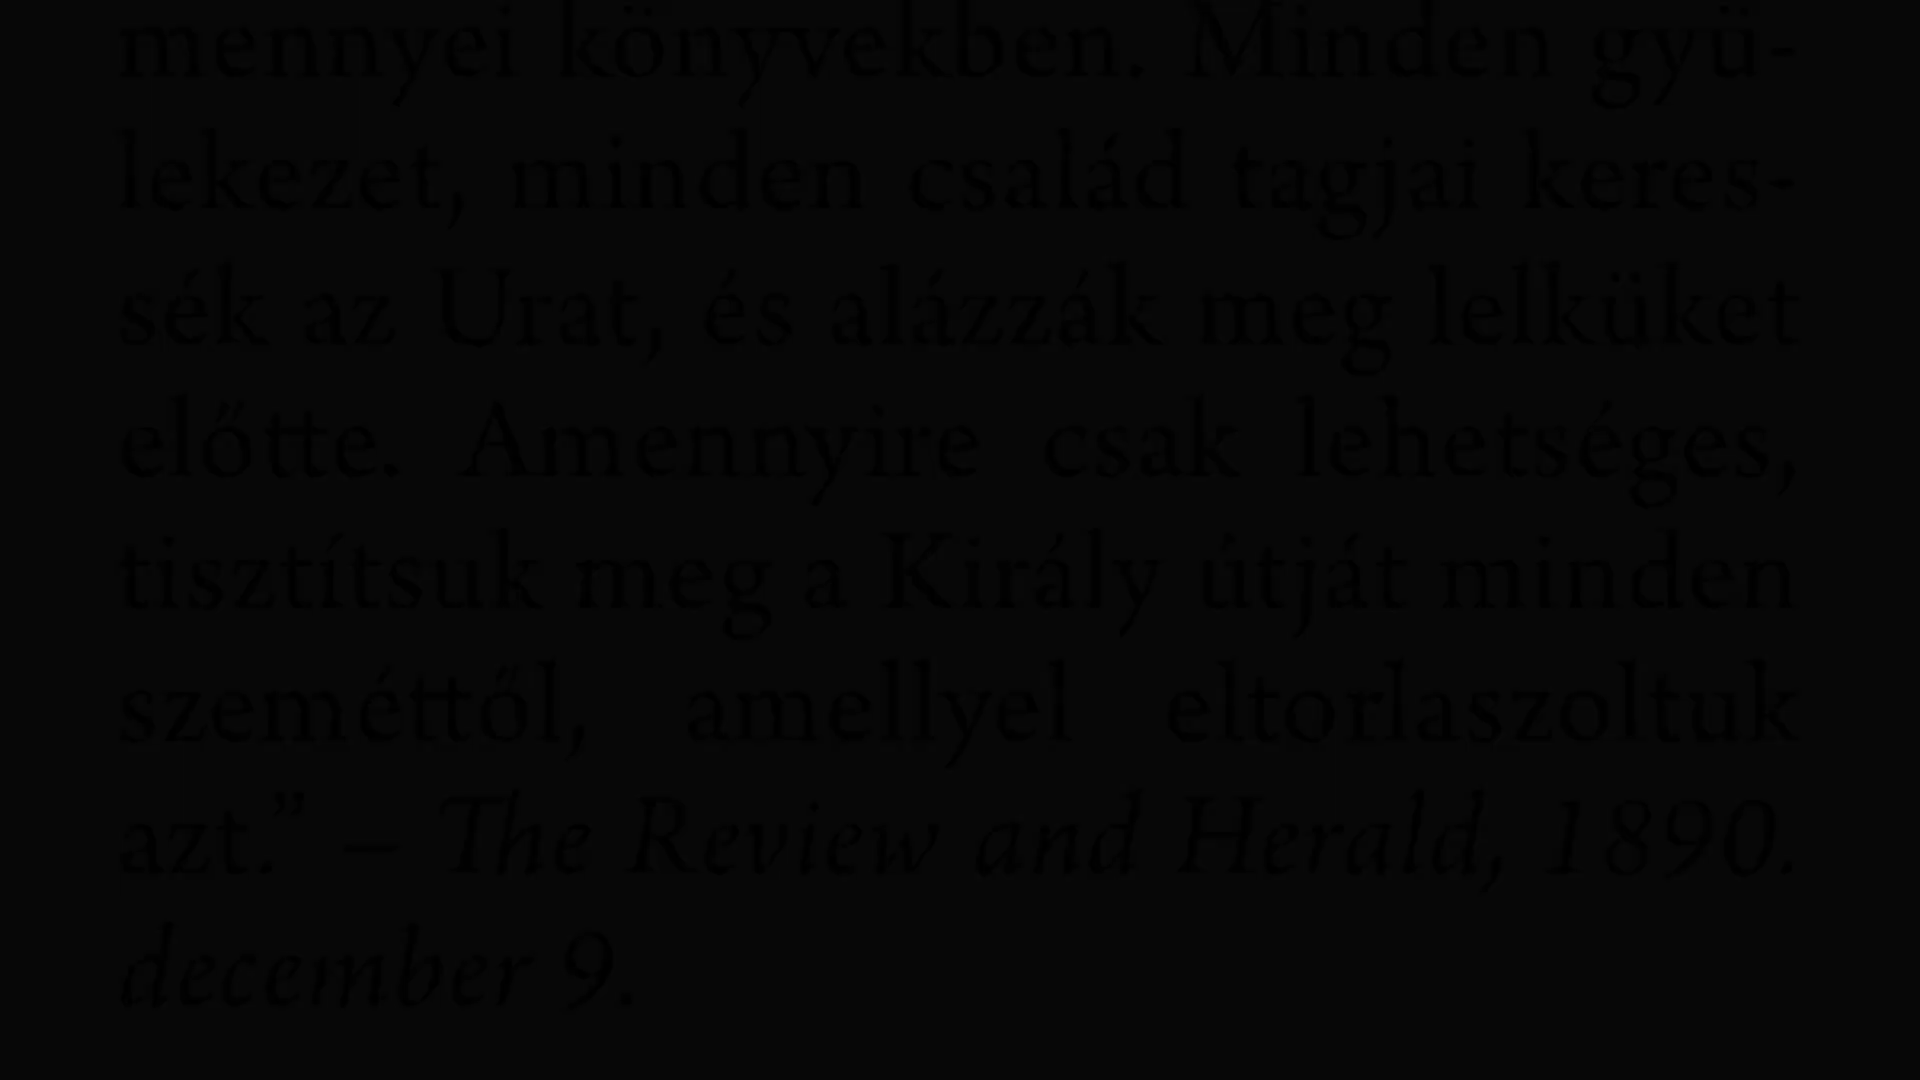 mennyei könyvekben. Minden gyü-
lekezet, minden család tagjai keres-
sék az Urat, és alázzák meg lelküket
előtte. Amennyire csak lehetséges,
tisztítsuk meg a Király útját minden
széméttől, amellyel eltorlaszoltuk
azt.” – The Review and Herald, 1890.
december 9.